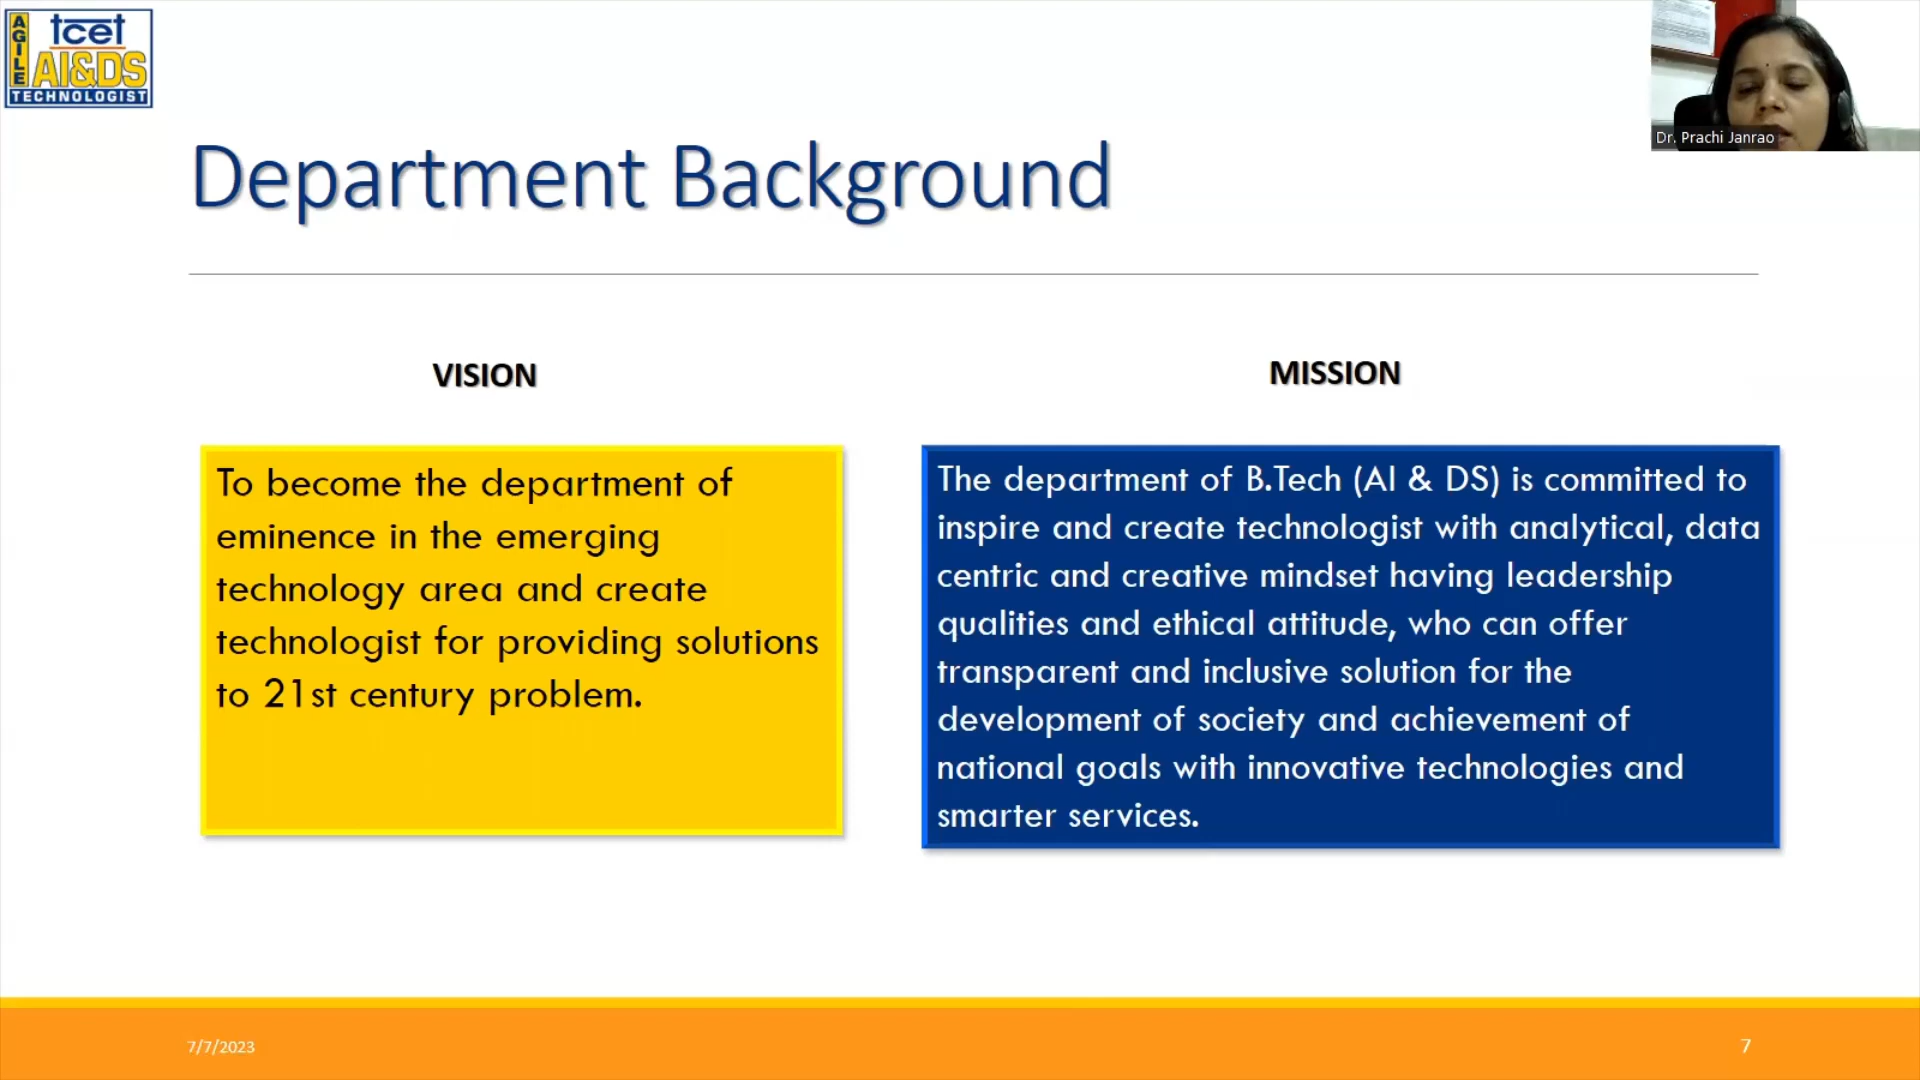 AGILE
tcet
AI&DS
TECHNOLOGIST
Dr. Prachi Janrao
Department Background
VISION
To become the department of
eminence in the emerging
technology area and create
technologist for providing solutions
to 21st century problem.
MISSION
The department of B.Tech (AI & DS) is committed to
inspire and create technologist with analytical, data
centric and creative mindset having leadership
qualities and ethical attitude, who can offer
transparent and inclusive solution for the
development of society and achievement of
national goals with innovative technologies and
smarter services.
7/7/2023
7